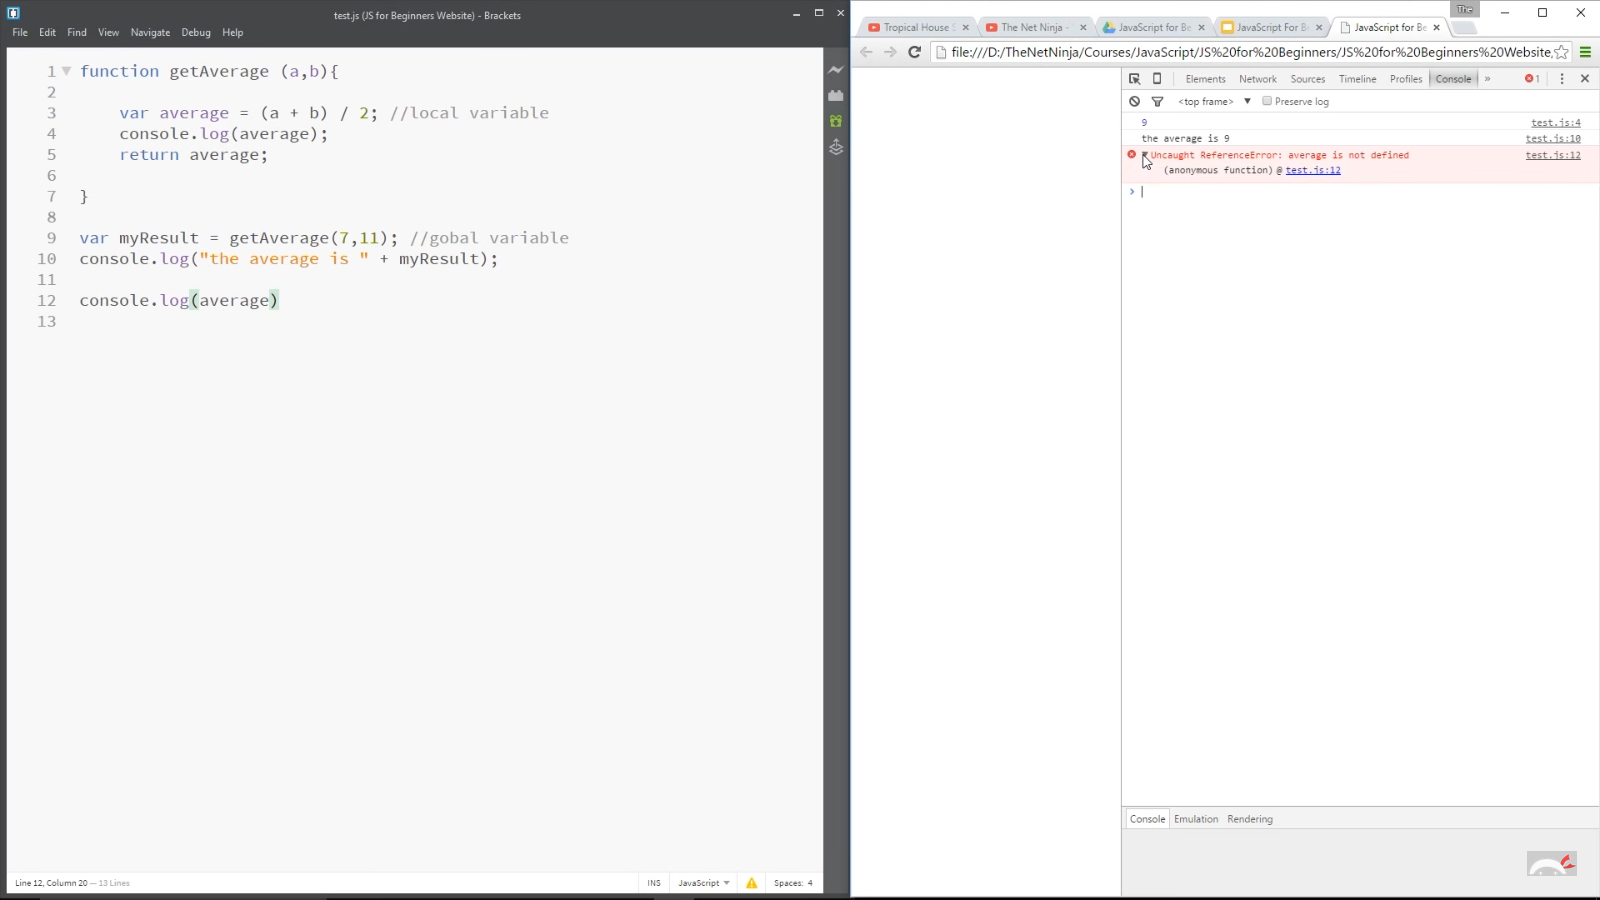 test.js (JS for Beginners Website) - Brackets
File Edit Find View Navigate Debug Help
1 function getAverage (a,b){
2
3 var average = (a + b) / 2; //local variable
4 console.log(average);
5 return average;
6
7 }
8
9 var myResult = getAverage(7,11); //gobal variable
10 console.log("the average is " + myResult);
11
12 console.log(average)
13
Line 12, Column 20 — 13 Lines
INS JavaScript Spaces: 4
The
Tropical House S The Net Ninja - JavaScript for Be JavaScript For B JavaScript for Be
file:///D:/TheNetNinja/Courses/JavaScript/JS%20for%20Beginners/JS%20for%20Beginners%20Website,
Elements Network Sources Timeline Profiles Console » 1
<top frame> Preserve log
9 test.js:4
the average is 9 test.js:10
Uncaught ReferenceError: average is not defined test.js:12
(anonymous function) @ test.js:12
>
Console Emulation Rendering